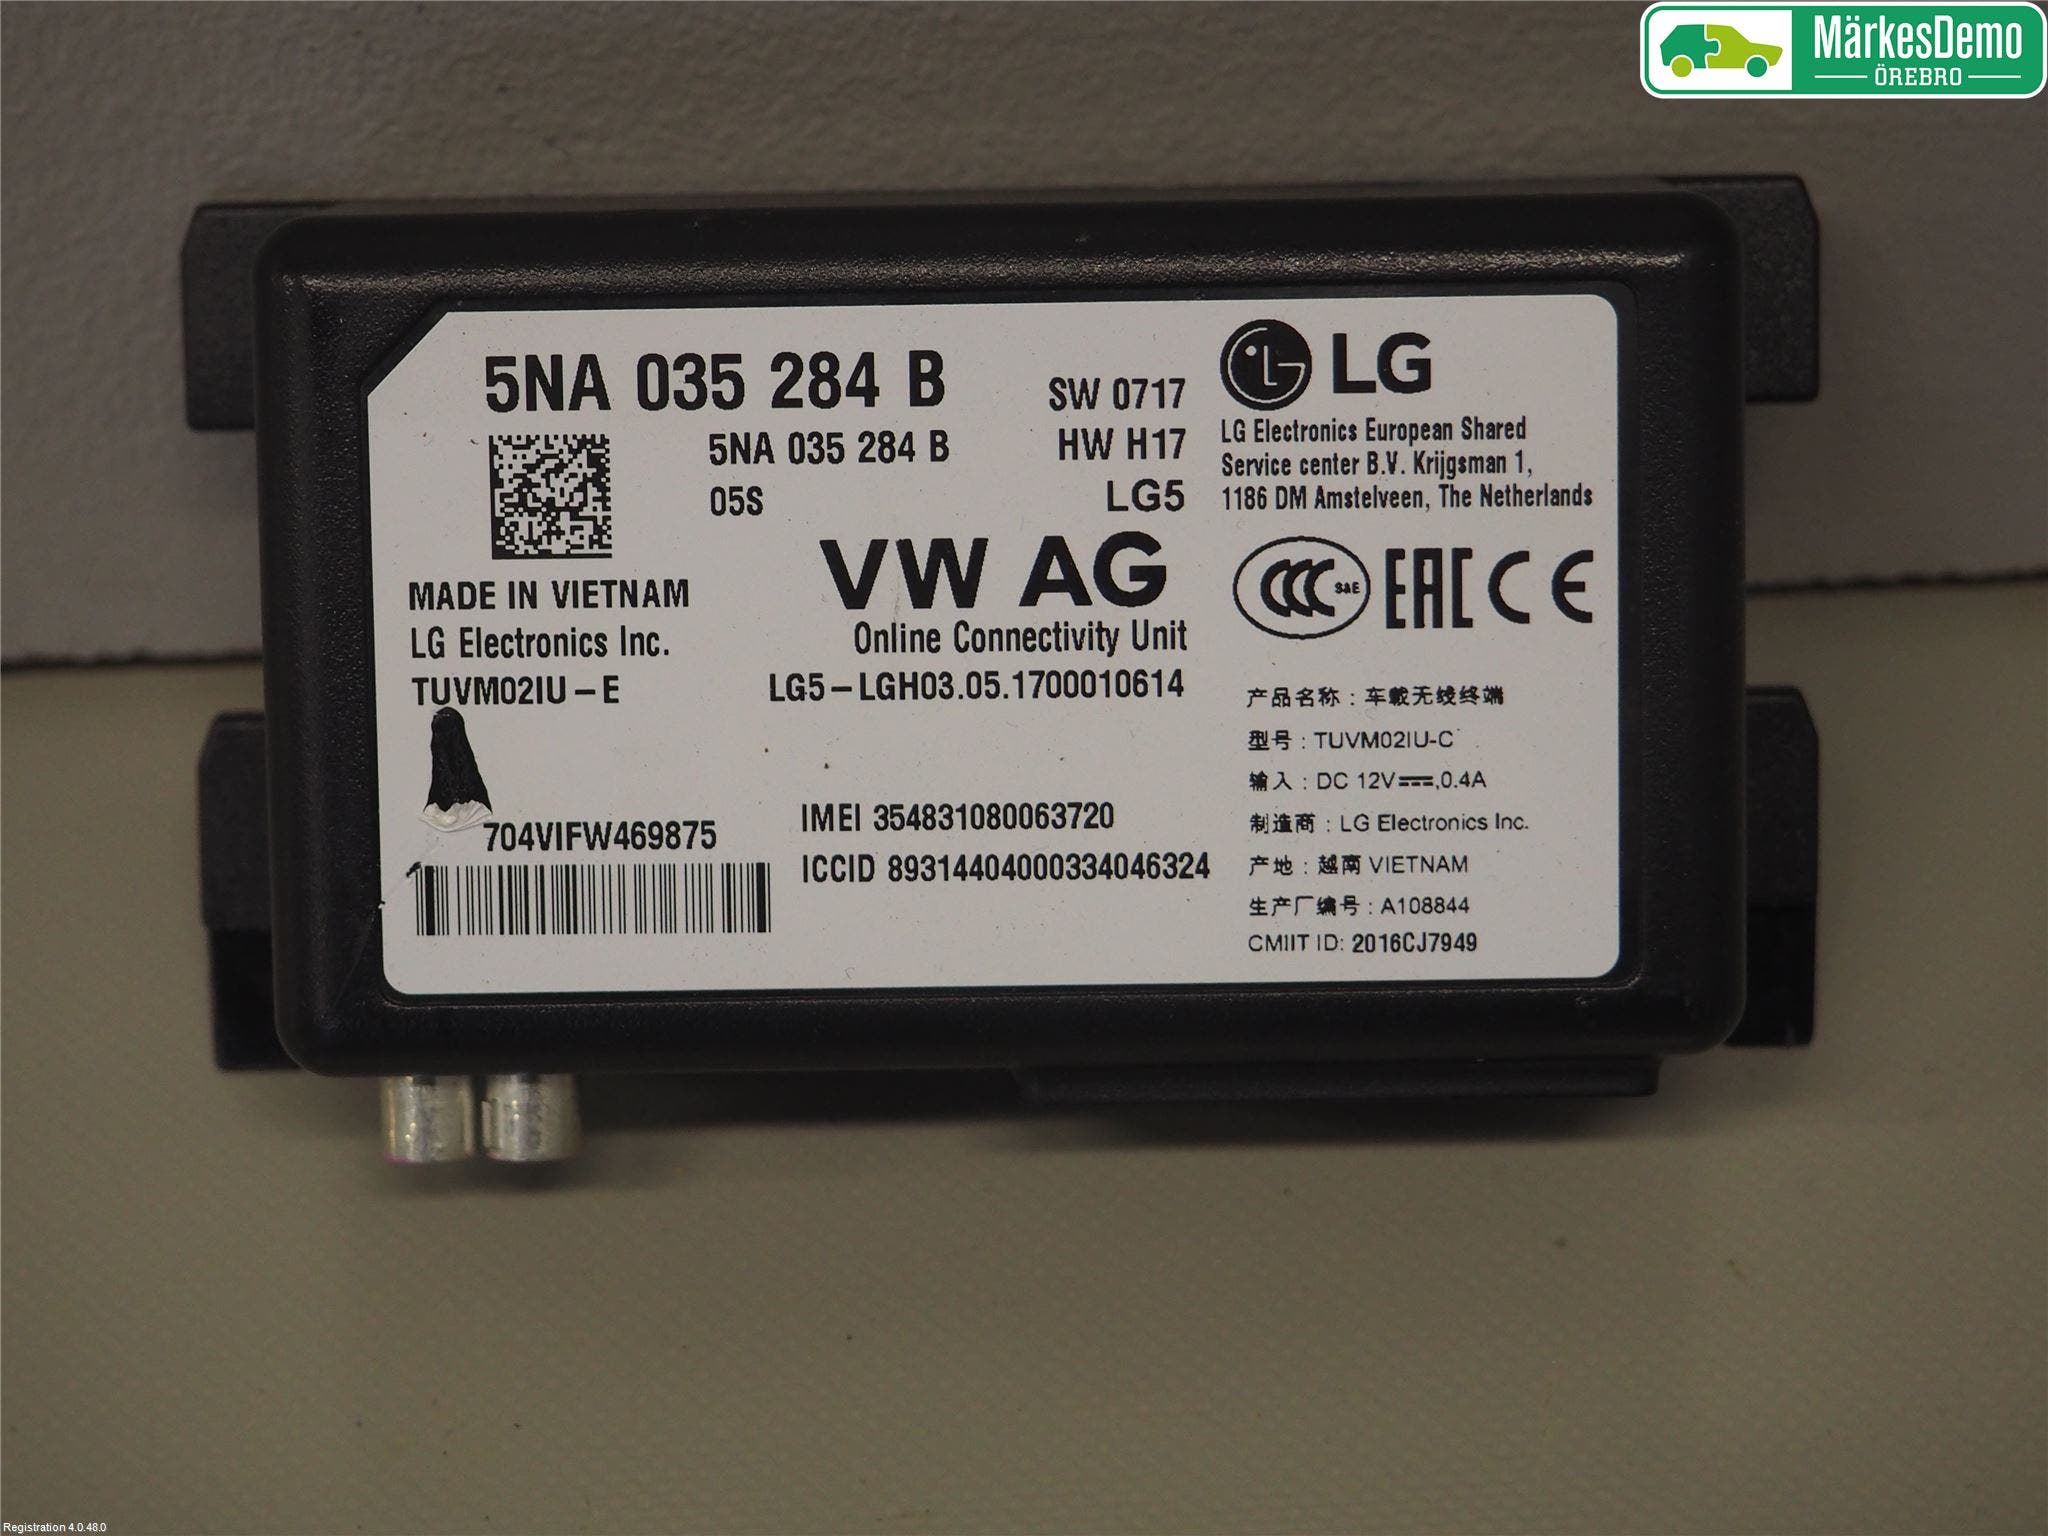 MärkesDemo
ÖREBRO
5NA 035 284 B
5NA 035 284 B
05S
SW 0717
HW H17
LG5
VW AG
Online Connectivity Unit
LG5-LGH03.05.1700010614
MADE IN VIETNAM
LG Electronics Inc.
TUVM02IU-E
704VIFW469875
IMEI 354831080063720
ICCID 89314404000334046324
LG
LG Electronics European Shared
Service center B.V. Krijgsman 1,
1186 DM Amstelveen, The Netherlands
CCC S&E EAC CE
产品名称：车载无线终端
型号：TUVM02IU-C
输入：DC 12V⎓,0.4A
制造商：LG Electronics Inc.
产地：越南 VIETNAM
生产厂编号：A108844
CMIIT ID: 2016CJ7949
Registration 4.0.48.0